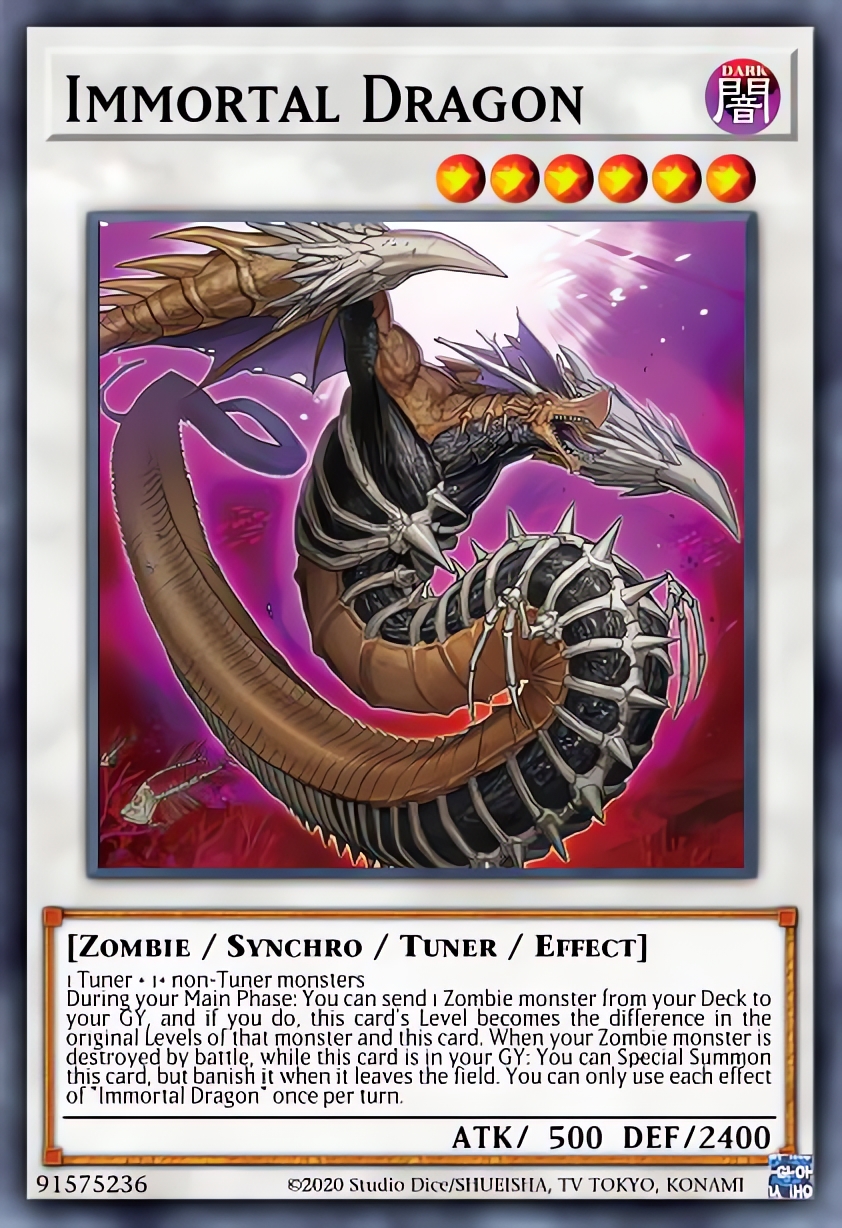 Immortal Dragon
DARK
闇
[Zombie / Synchro / Tuner / Effect]
1 Tuner + 1+ non-Tuner monsters
During your Main Phase: You can send 1 Zombie monster from your Deck to
your GY, and if you do, this card's Level becomes the difference in the
original Levels of that monster and this card. When your Zombie monster is
destroyed by battle, while this card is in your GY: You can Special Summon
this card, but banish it when it leaves the field. You can only use each effect
of "Immortal Dragon" once per turn.
ATK/ 500 DEF/2400
91575236
©2020 Studio Dice/SHUEISHA, TV TOKYO, KONAMI